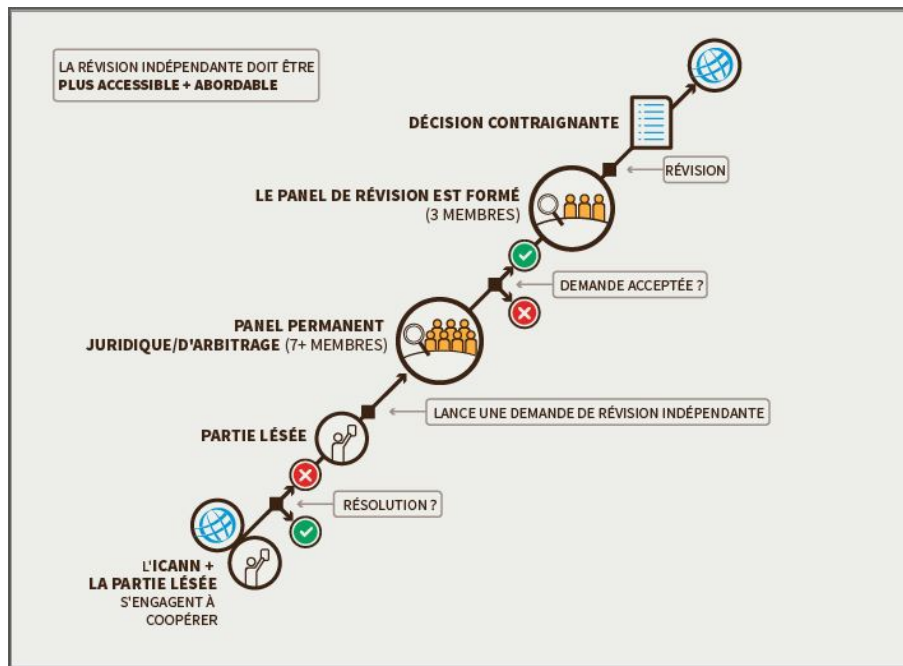 LA RÉVISION INDÉPENDANTE DOIT ÊTRE
PLUS ACCESSIBLE + ABORDABLE
DÉCISION CONTRAIGNANTE
RÉVISION
LE PANEL DE RÉVISION EST FORMÉ
(3 MEMBRES)
DEMANDE ACCEPTÉE ?
PANEL PERMANENT
JURIDIQUE/D'ARBITRAGE (7+ MEMBRES)
LANCE UNE DEMANDE DE RÉVISION INDÉPENDANTE
PARTIE LÉSÉE
RÉSOLUTION ?
L'ICANN +
LA PARTIE LÉSÉE
S'ENGAGENT À
COOPÉRER